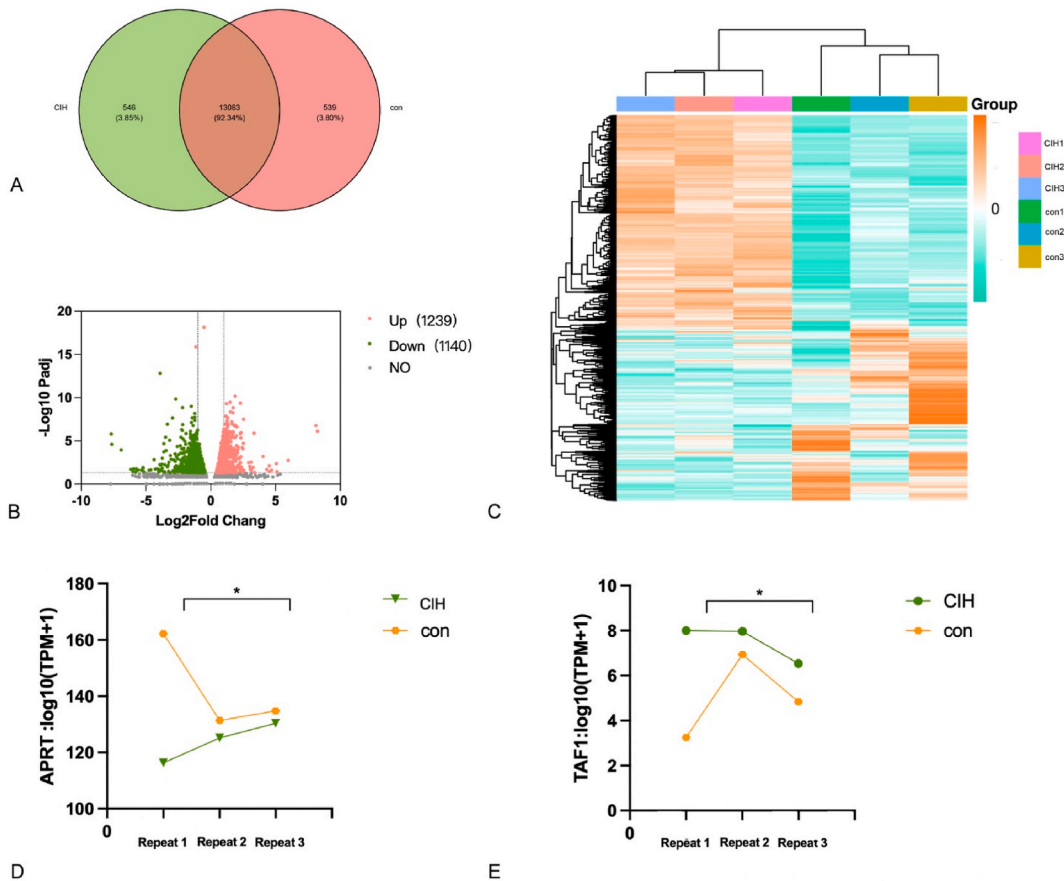 CIH
546
(3.85%)
13083
(92.34%)
539
(3.80%)
con
A
Group
0
CIH1
CIH2
CIH3
con1
con2
con3
C
20
15
10
5
0
-Log10 Padj
-10
-5
0
5
10
Log2Fold Chang
Up (1239)
Down (1140)
NO
B
180
160
140
120
100
0
APRT :log10(TPM+1)
*
CIH
con
Repeat 1
Repeat 2
Repeat 3
D
10
8
6
4
2
0
0
TAF1:log10(TPM+1)
*
CIH
con
Repeat 1
Repeat 2
Repeat 3
E